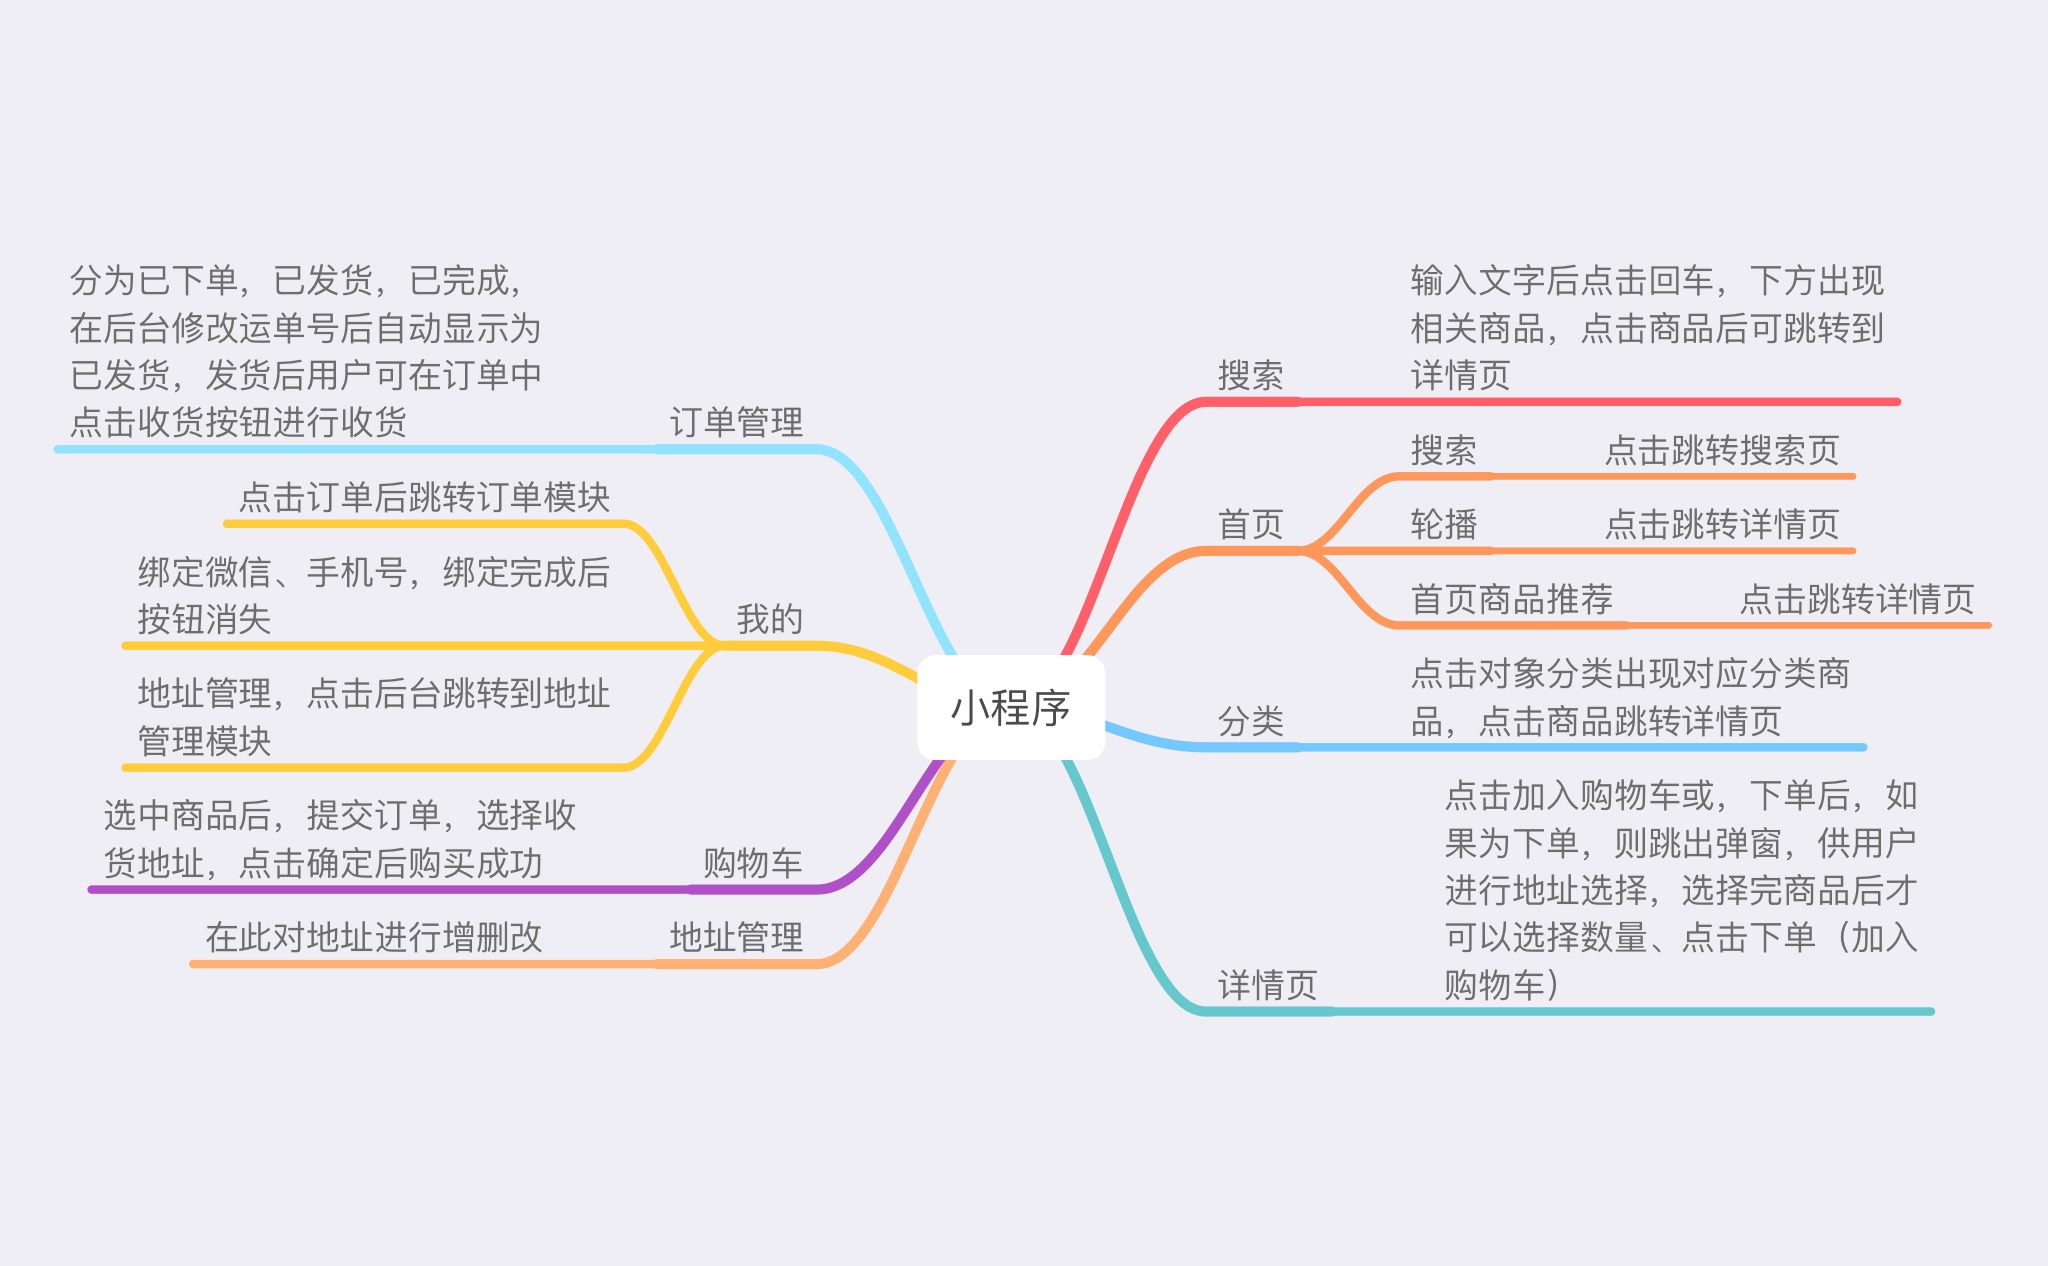 小程序
搜索
输入文字后点击回车，下方出现
相关商品，点击商品后可跳转到
详情页
首页
搜索
点击跳转搜索页
轮播
点击跳转详情页
首页商品推荐
点击跳转详情页
分类
点击对象分类出现对应分类商
品，点击商品跳转详情页
详情页
点击加入购物车或，下单后，如
果为下单，则跳出弹窗，供用户
进行地址选择，选择完商品后才
可以选择数量、点击下单（加入
购物车）
订单管理
分为已下单，已发货，已完成，
在后台修改运单号后自动显示为
已发货，发货后用户可在订单中
点击收货按钮进行收货
我的
点击订单后跳转订单模块
绑定微信、手机号，绑定完成后
按钮消失
地址管理，点击后台跳转到地址
管理模块
购物车
选中商品后，提交订单，选择收
货地址，点击确定后购买成功
地址管理
在此对地址进行增删改